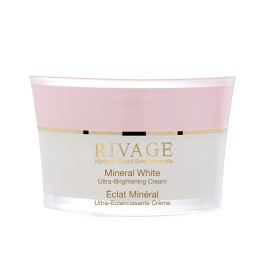 RIVAGE
Natural Dead Sea Minerals
Mineral White
Ultra-Brightening Cream
Éclat Minéral
Ultra-Éclaircissante Crème